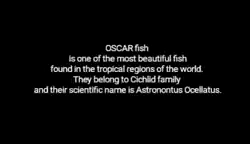 OSCAR fish
is one of the most beautiful fish
found in the tropical regions of the world.
They belong to Cichlid family
and their scientific name is Astronontus Ocellatus.